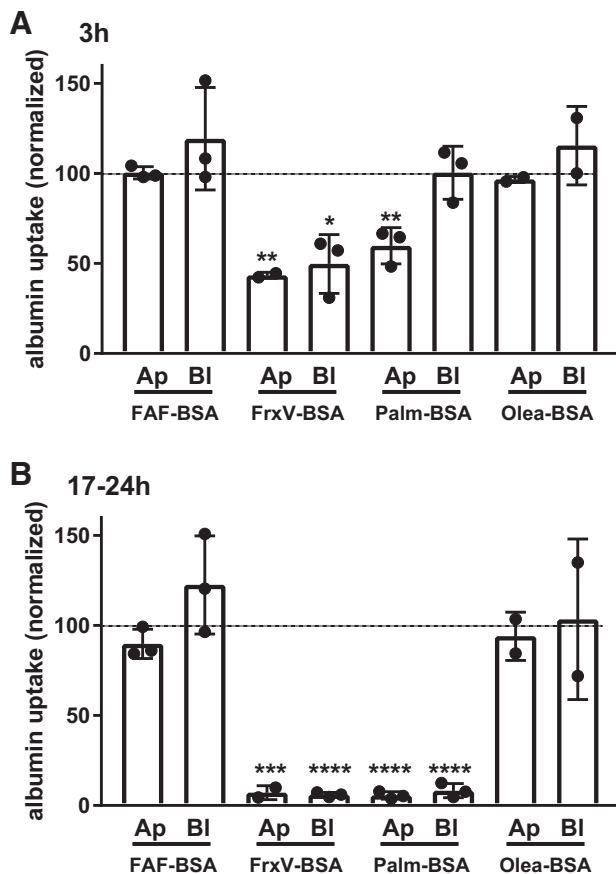 A
3h
albumin uptake (normalized)
150
100
50
0
** * **
Ap Bl Ap Bl Ap Bl Ap Bl
FAF-BSA FrxV-BSA Palm-BSA Olea-BSA
B
17-24h
albumin uptake (normalized)
150
100
50
0
*** **** **** ****
Ap Bl Ap Bl Ap Bl Ap Bl
FAF-BSA FrxV-BSA Palm-BSA Olea-BSA